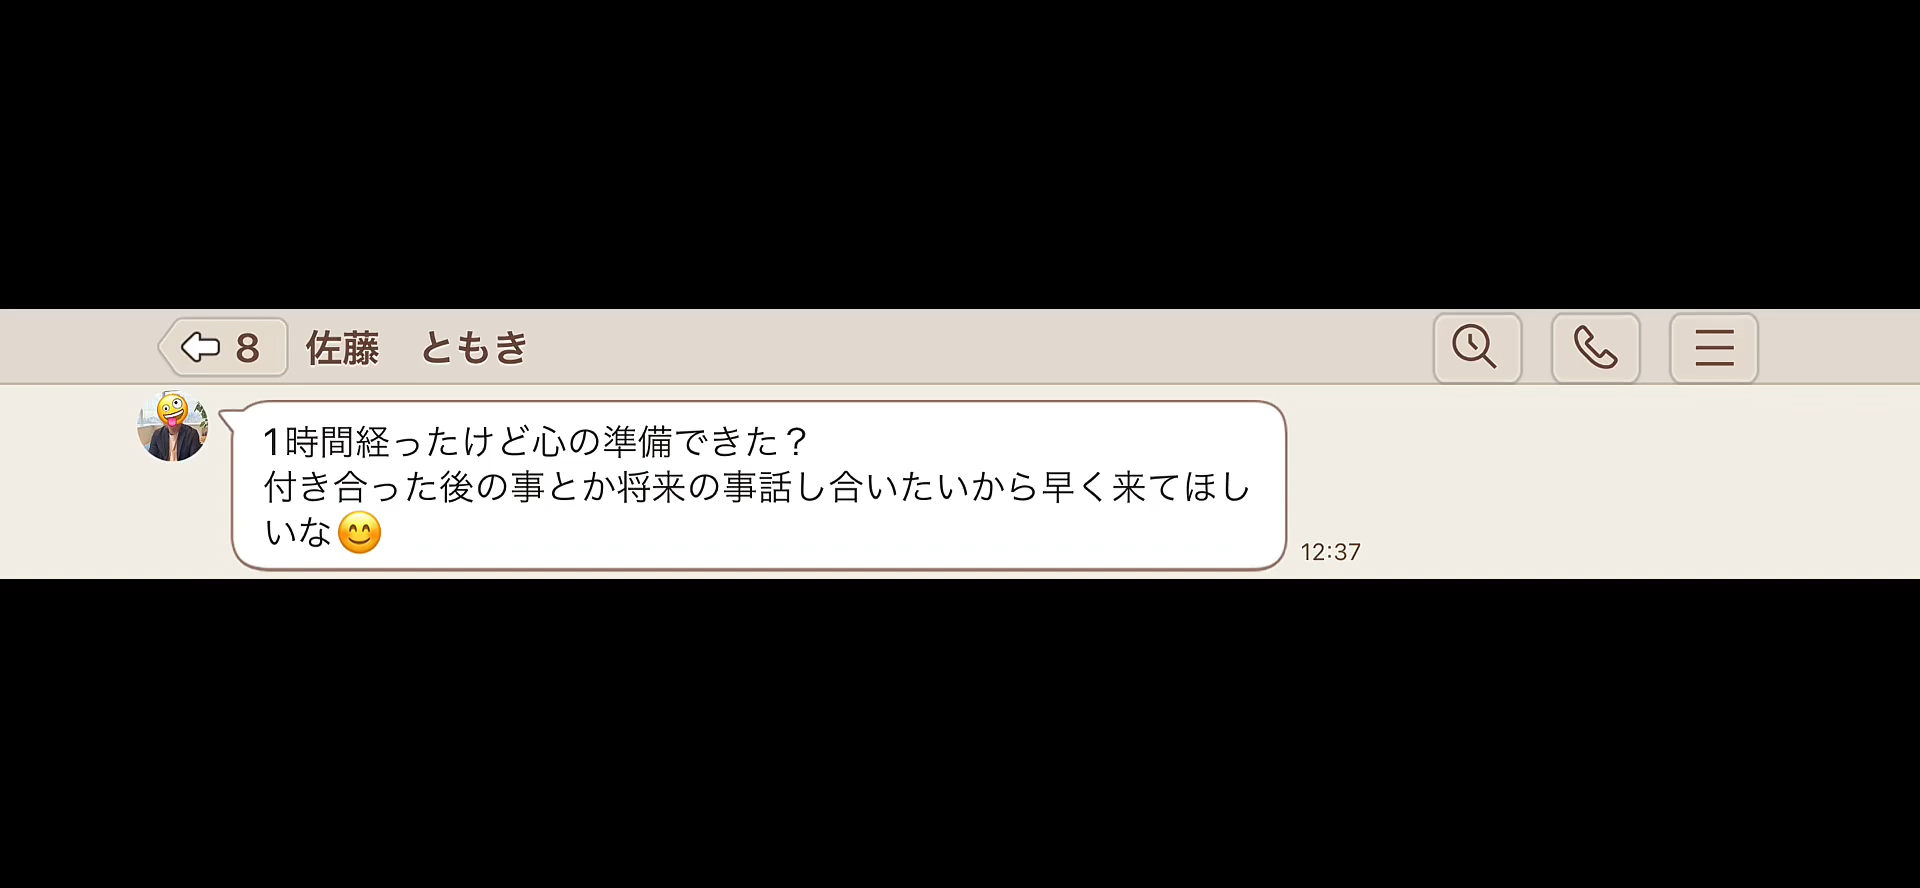 8 佐藤　ともき
1時間経ったけど心の準備できた？
付き合った後の事とか将来の事話し合いたいから早く来てほし
いな😊
12:37